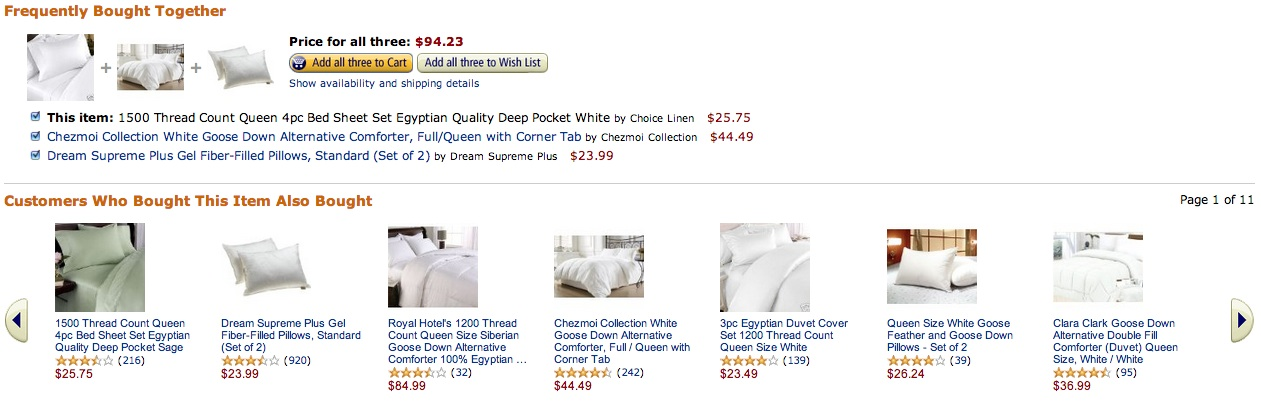 Frequently Bought Together
Price for all three: $94.23
Add all three to Cart
Add all three to Wish List
Show availability and shipping details
This item: 1500 Thread Count Queen 4pc Bed Sheet Set Egyptian Quality Deep Pocket White by Choice Linen $25.75
Chezmoi Collection White Goose Down Alternative Comforter, Full/Queen with Corner Tab by Chezmoi Collection $44.49
Dream Supreme Plus Gel Fiber-Filled Pillows, Standard (Set of 2) by Dream Supreme Plus $23.99
Customers Who Bought This Item Also Bought
Page 1 of 11
1500 Thread Count Queen
4pc Bed Sheet Set Egyptian
Quality Deep Pocket Sage
(216)
$25.75
Dream Supreme Plus Gel
Fiber-Filled Pillows, Standard
(Set of 2)
(920)
$23.99
Royal Hotel's 1200 Thread
Count Queen Size Siberian
Goose Down Alternative
Comforter 100% Egyptian ...
(32)
$84.99
Chezmoi Collection White
Goose Down Alternative
Comforter, Full / Queen with
Corner Tab
(242)
$44.49
3pc Egyptian Duvet Cover
Set 1200 Thread Count
Queen Size White
(139)
$23.49
Queen Size White Goose
Feather and Goose Down
Pillows - Set of 2
(39)
$26.24
Clara Clark Goose Down
Alternative Double Fill
Comforter (Duvet) Queen
Size, White / White
(95)
$36.99